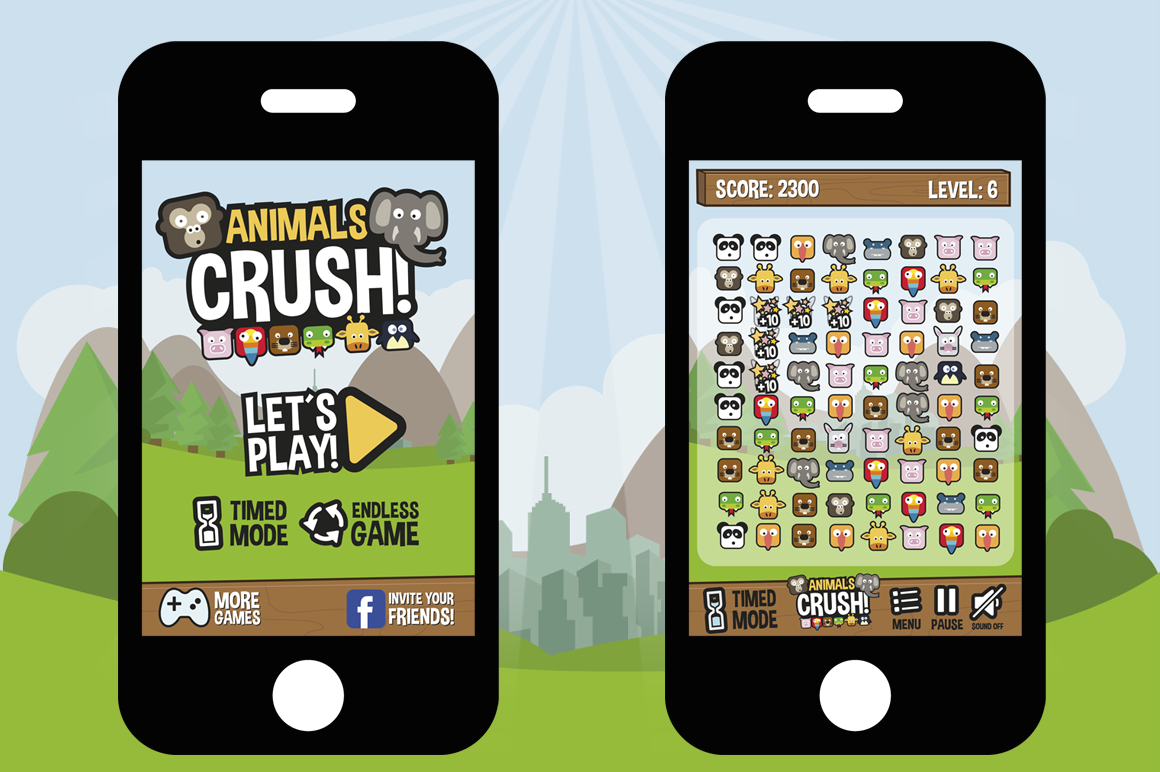 ANIMALS
CRUSH!
LET'S
PLAY!
TIMED
MODE
ENDLESS
GAME
MORE
GAMES
f
INVITE YOUR
FRIENDS!
SCORE: 2300
LEVEL: 6
+10 +10 +10
+10
+10
TIMED
MODE
ANIMALS
CRUSH!
MENU
PAUSE
SOUND OFF